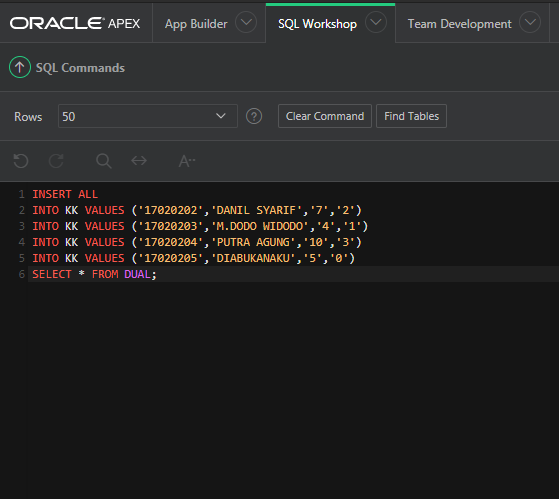 ORACLE APEX App Builder SQL Workshop Team Development
SQL Commands
Rows 50 ? Clear Command Find Tables
A
1 INSERT ALL
2 INTO KK VALUES ('17020202','DANIL SYARIF','7','2')
3 INTO KK VALUES ('17020203','M.DODO WIDODO','4','1')
4 INTO KK VALUES ('17020204','PUTRA AGUNG','10','3')
5 INTO KK VALUES ('17020205','DIABUKANAKU','5','0')
6 SELECT * FROM DUAL;